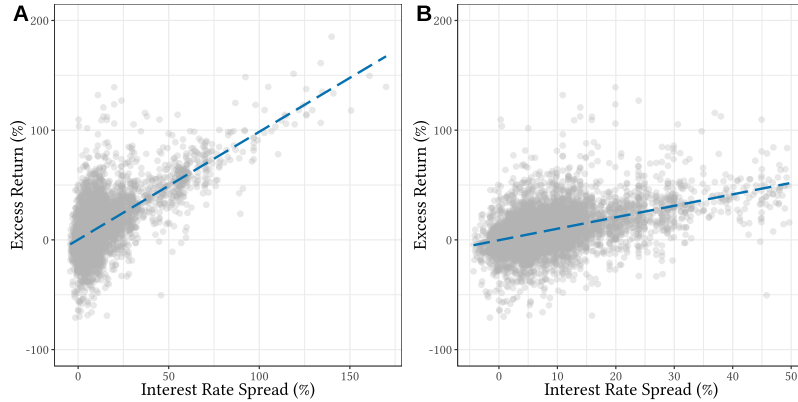 A
Excess Return (%)
200
100
0
-100
0 50 100 150
Interest Rate Spread (%)
B
Excess Return (%)
200
100
0
-100
0 10 20 30 40 50
Interest Rate Spread (%)